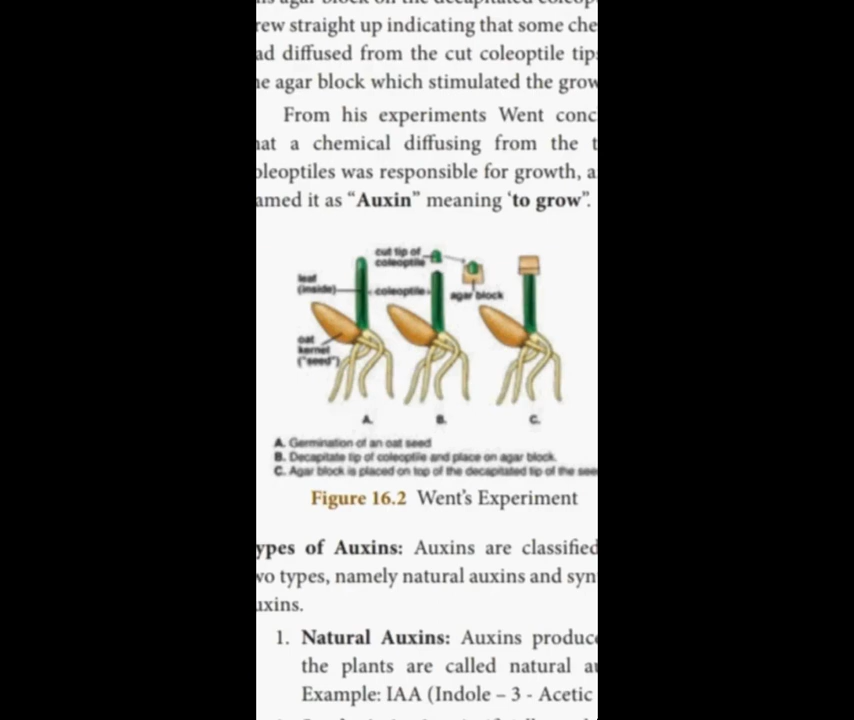 rew straight up indicating that some che
ad diffused from the cut coleoptile tip
e agar block which stimulated the grow
From his experiments Went conc
hat a chemical diffusing from the t
oleoptiles was responsible for growth, a
amed it as “Auxin” meaning ‘to grow”.
cut tip of
coleoptile
leaf
(inside)
coleoptile
agar block
oat
kernel
("seed")
A. B. C.
A. Germination of an oat seed
B. Decapitate tip of coleoptile and place on agar block.
C. Agar block is placed on top of the decapitated tip of the see
Figure 16.2 Went’s Experiment
ypes of Auxins: Auxins are classified
wo types, namely natural auxins and syn
uxins.
1. Natural Auxins: Auxins produc
the plants are called natural au
Example: IAA (Indole – 3 - Acetic